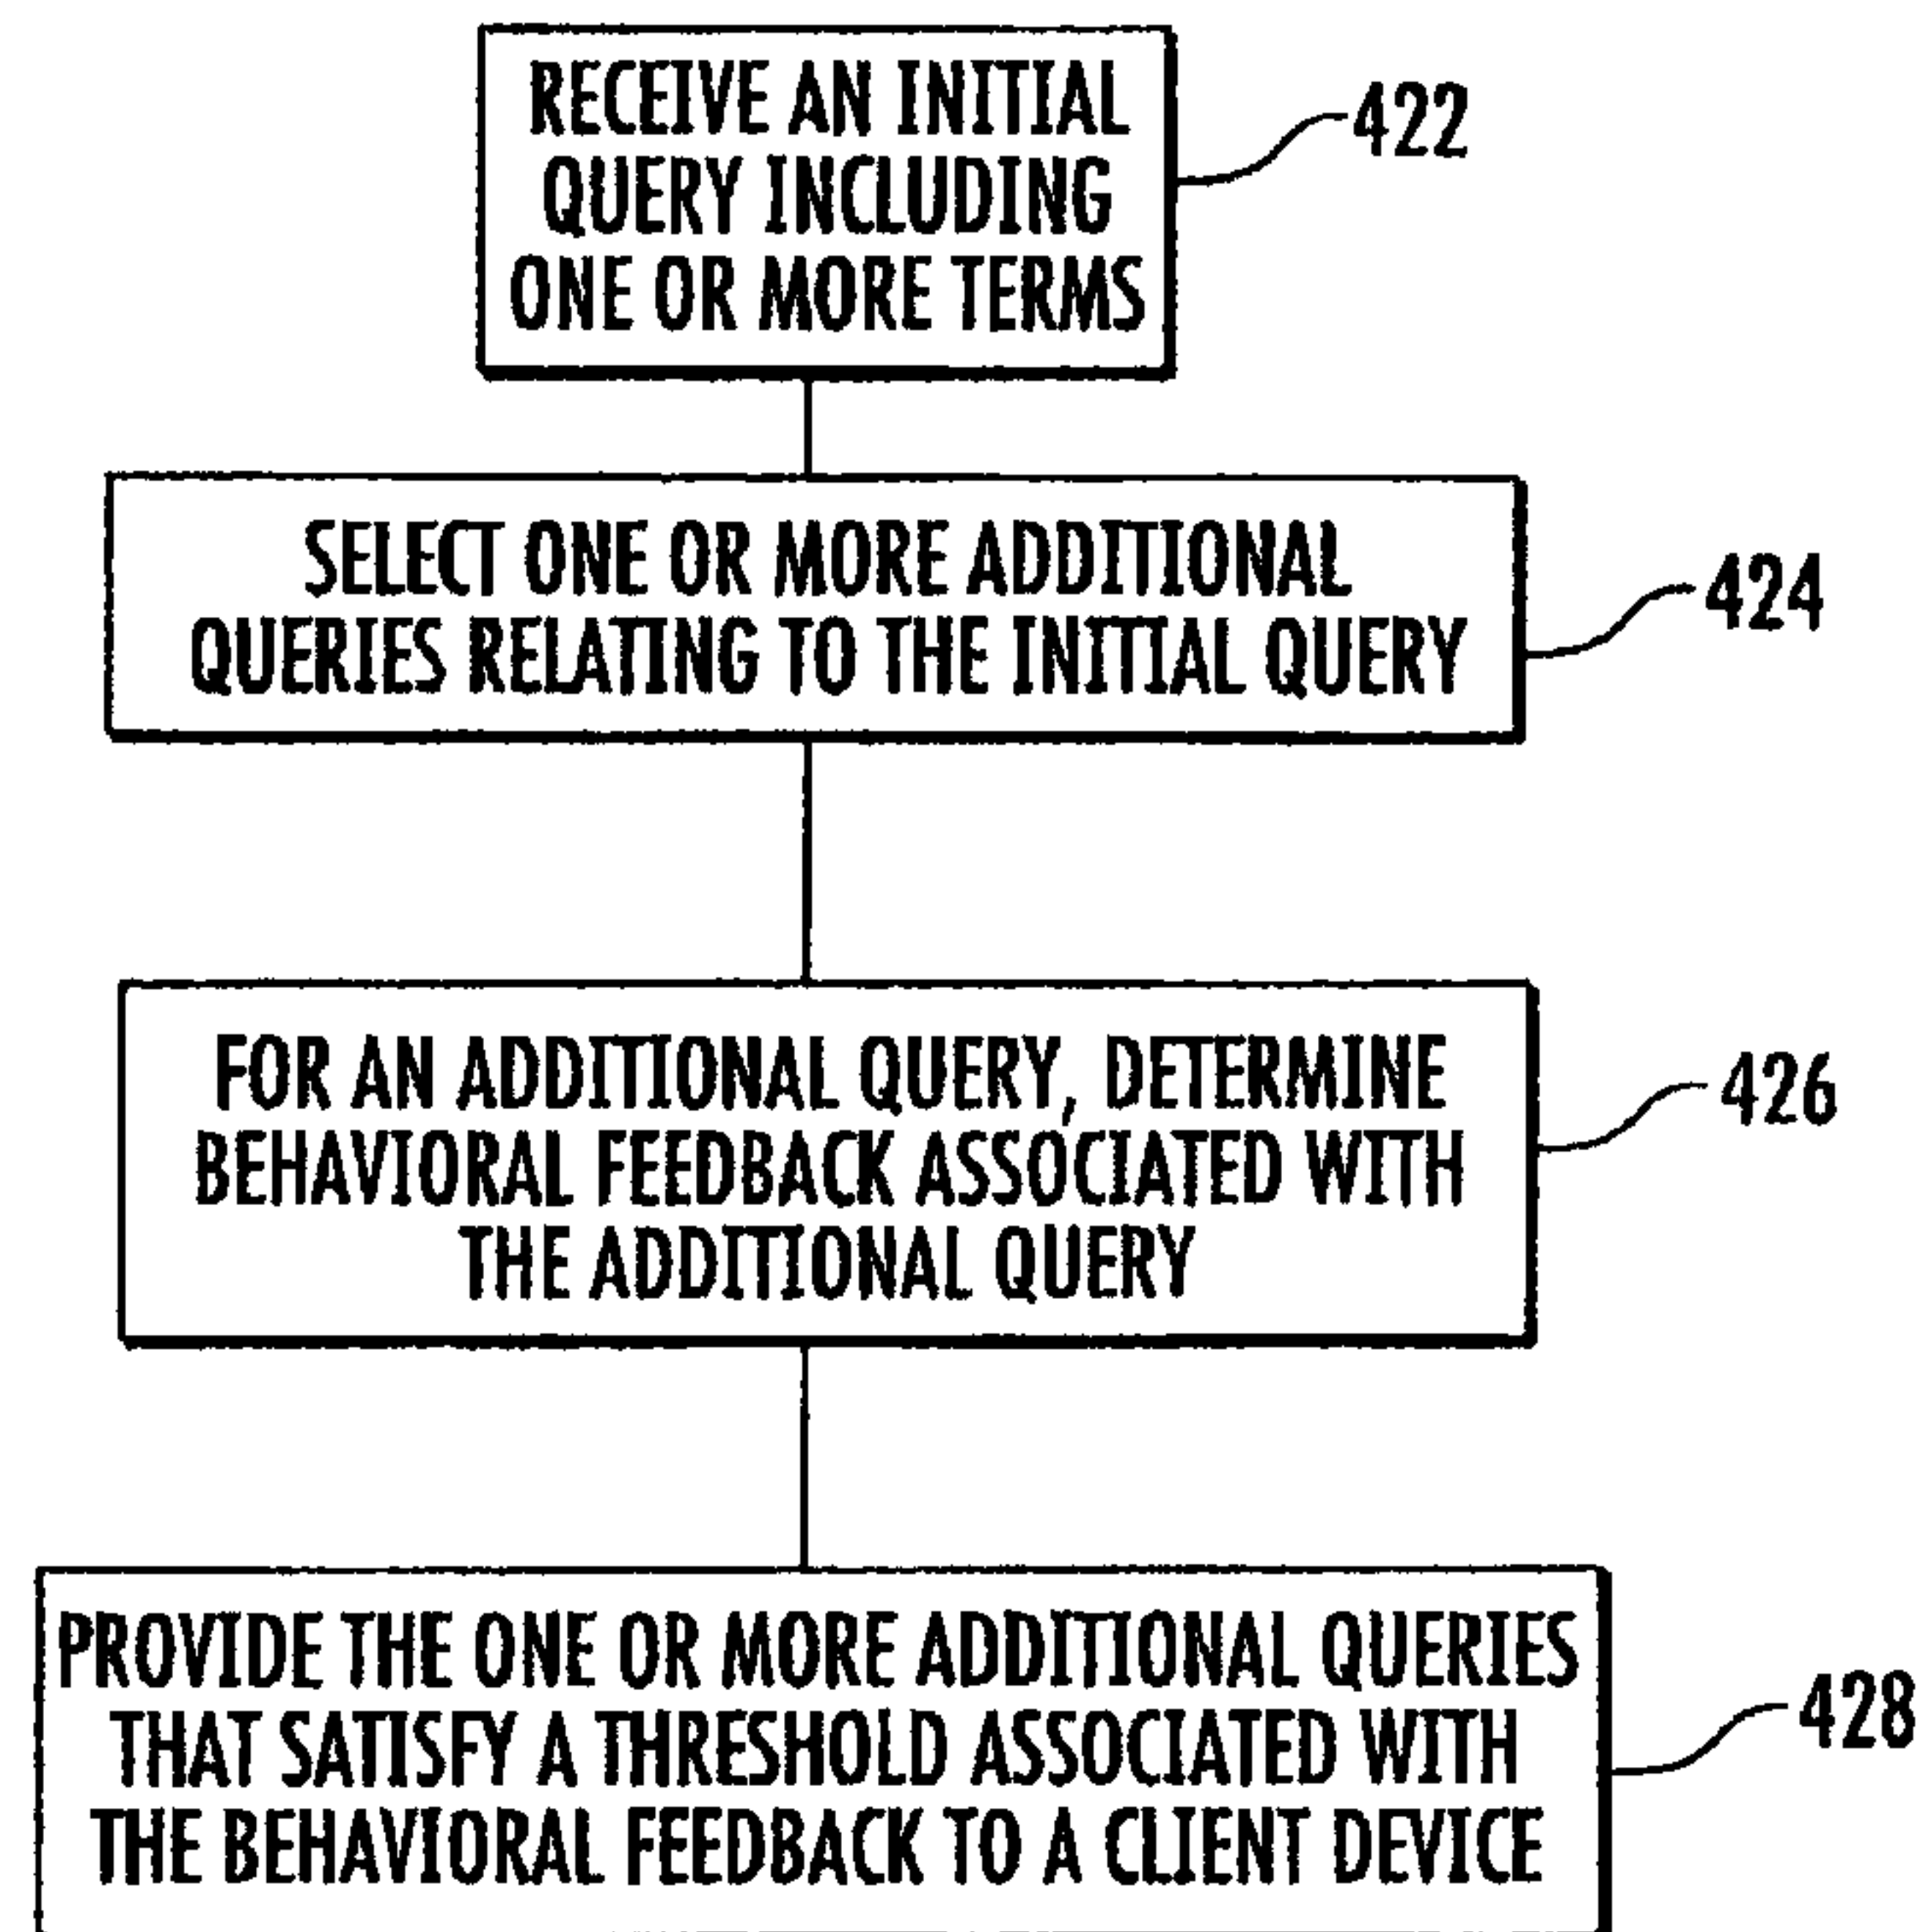 RECEIVE AN INITIAL
QUERY INCLUDING
ONE OR MORE TERMS
422
SELECT ONE OR MORE ADDITIONAL
QUERIES RELATING TO THE INITIAL QUERY
424
FOR AN ADDITIONAL QUERY, DETERMINE
BEHAVIORAL FEEDBACK ASSOCIATED WITH
THE ADDITIONAL QUERY
426
PROVIDE THE ONE OR MORE ADDITIONAL QUERIES
THAT SATISFY A THRESHOLD ASSOCIATED WITH
THE BEHAVIORAL FEEDBACK TO A CLIENT DEVICE
428